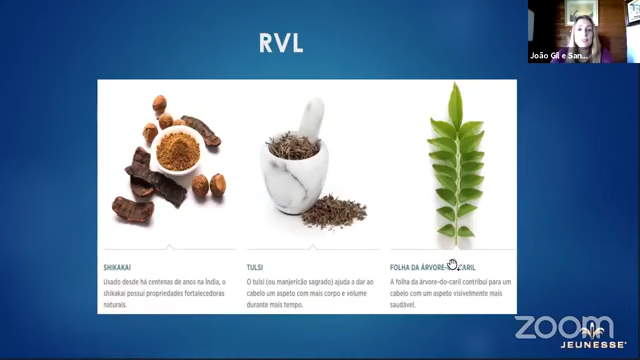 RVL
João Gil e San...
SHIKAKAI
Usado desde há centenas de anos na Índia, o
shikakai possui propriedades fortalecedoras
naturais.
TULSI
O tulsi (ou manjericão sagrado) ajuda a dar ao
cabelo um aspeto com mais corpo e volume
durante mais tempo.
FOLHA DA ÁRVORE-DO-CARIL
A folha da árvore-do-caril contribui para um
cabelo com um aspeto visivelmente mais
saudável.
zoom
JEUNESSE